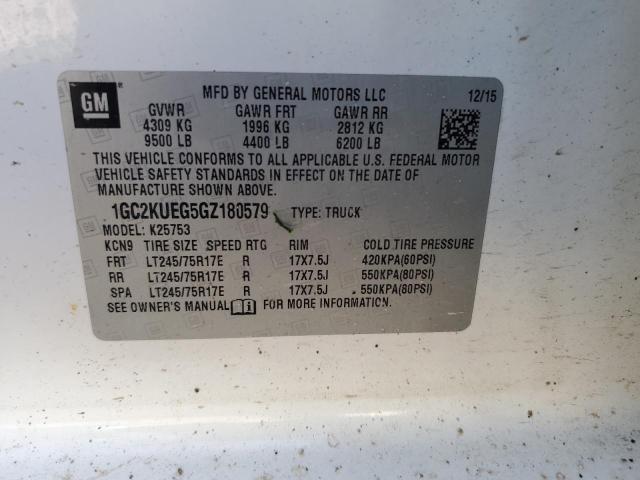 GM
MFD BY GENERAL MOTORS LLC 12/15
GVWR GAWR FRT GAWR RR
4309 KG 1996 KG 2812 KG
9500 LB 4400 LB 6200 LB
THIS VEHICLE CONFORMS TO ALL APPLICABLE U.S. FEDERAL MOTOR
VEHICLE SAFETY STANDARDS IN EFFECT ON THE DATE OF
MANUFACTURE SHOWN ABOVE.
1GC2KUEG5GZ180579 TYPE: TRUCK
MODEL: K25753
KCN9 TIRE SIZE SPEED RTG RIM COLD TIRE PRESSURE
FRT LT245/75R17E R 17X7.5J 420KPA(60PSI)
RR LT245/75R17E R 17X7.5J 550KPA(80PSI)
SPA LT245/75R17E R 17X7.5J 550KPA(80PSI)
SEE OWNER'S MANUAL FOR MORE INFORMATION.